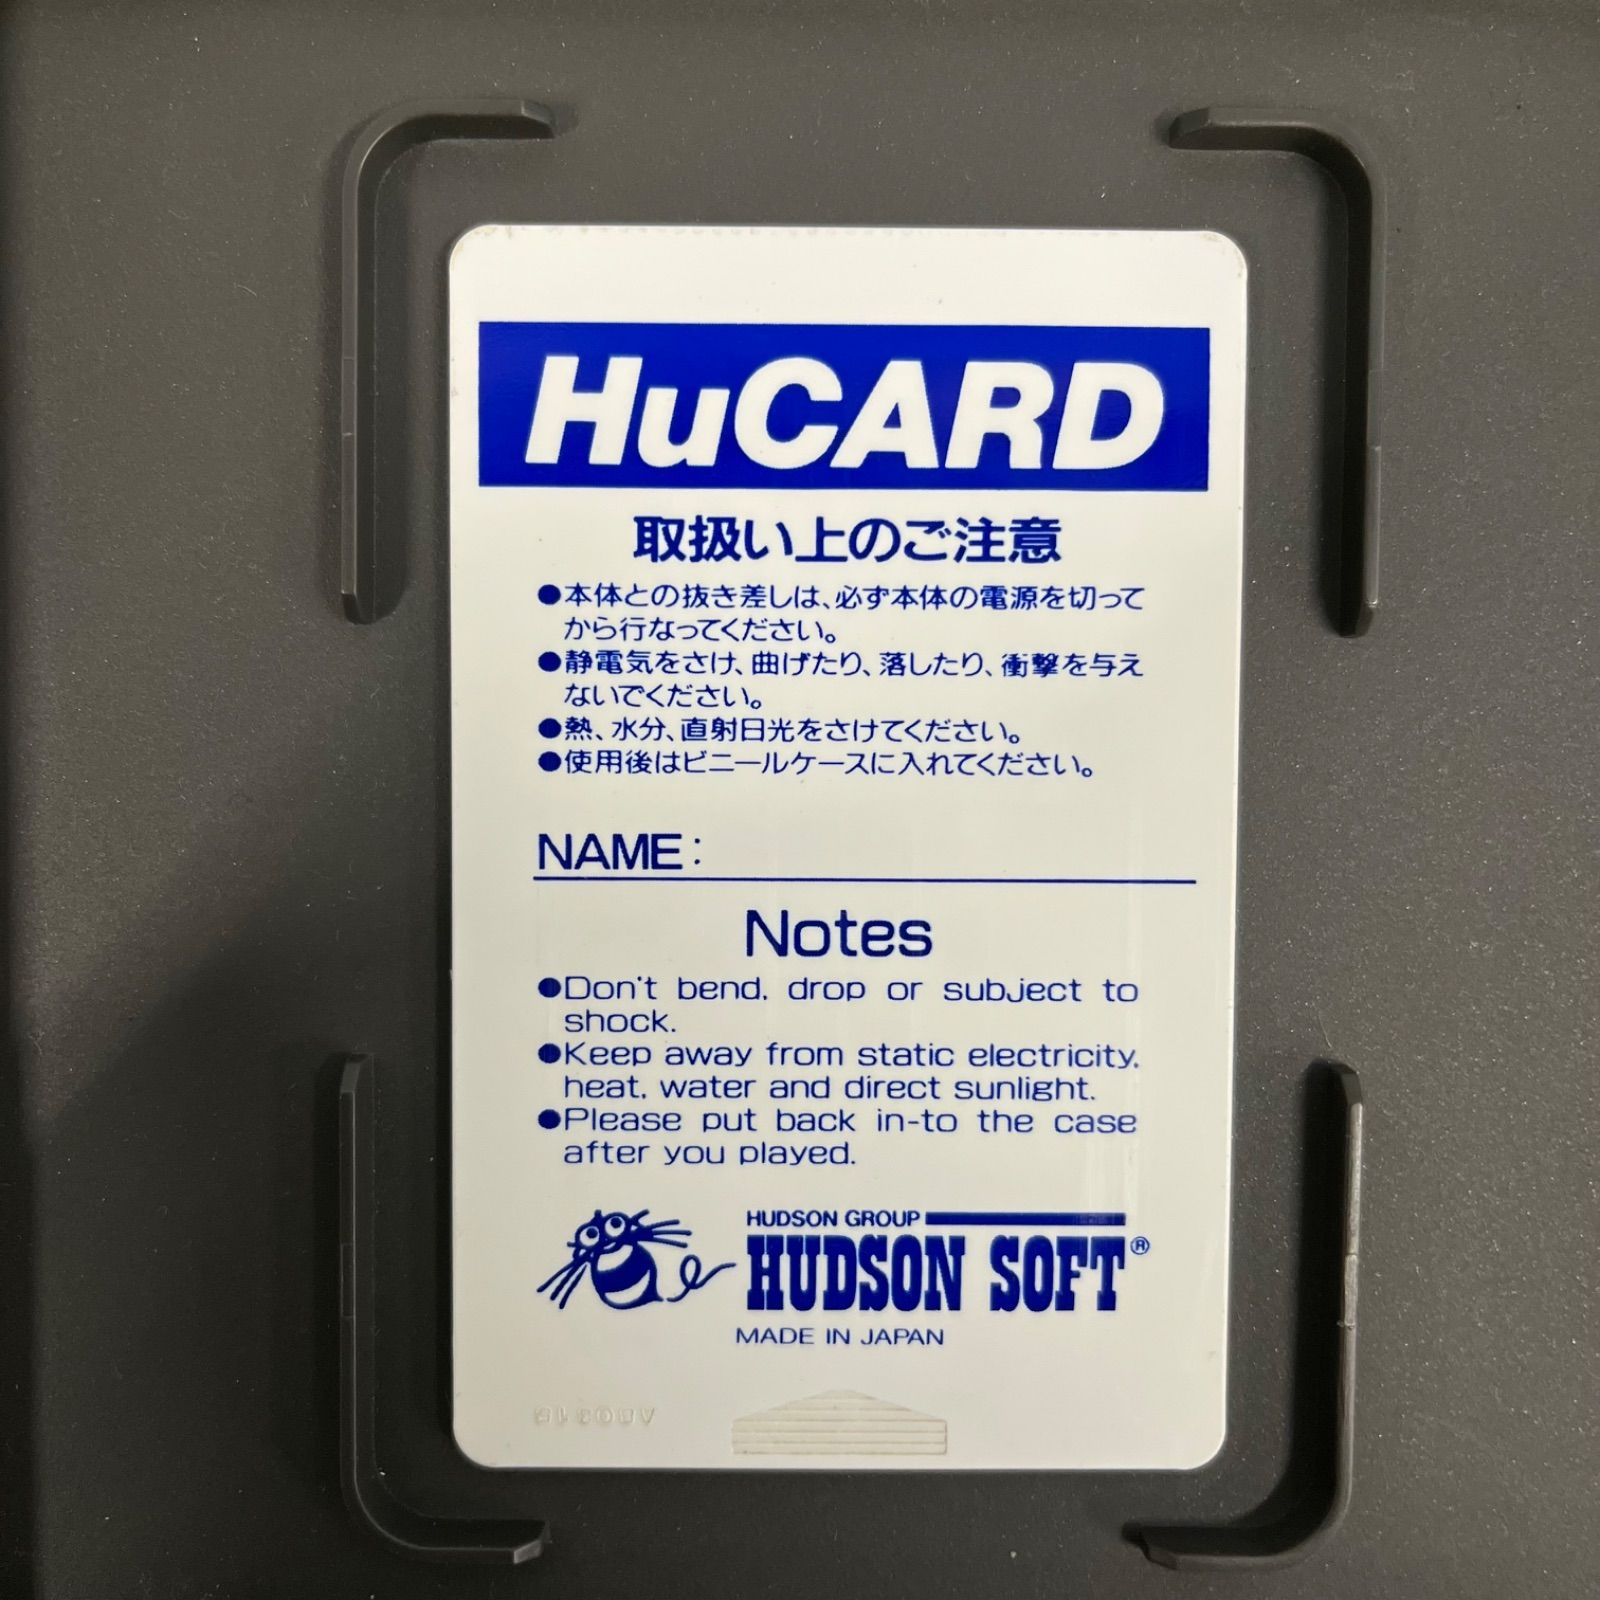 HuCARD
取扱い上のご注意
●本体との抜き差しは、必ず本体の電源を切って
から行なってください。
●静電気をさけ、曲げたり、落したり、衝撃を与え
ないでください。
●熱、水分、直射日光をさけてください。
●使用後はビニールケースに入れてください。
NAME:
Notes
●Don't bend, drop or subject to
shock.
●Keep away from static electricity,
heat, water and direct sunlight.
●Please put back in-to the case
after you played.
HUDSON GROUP
HUDSON SOFT®
MADE IN JAPAN